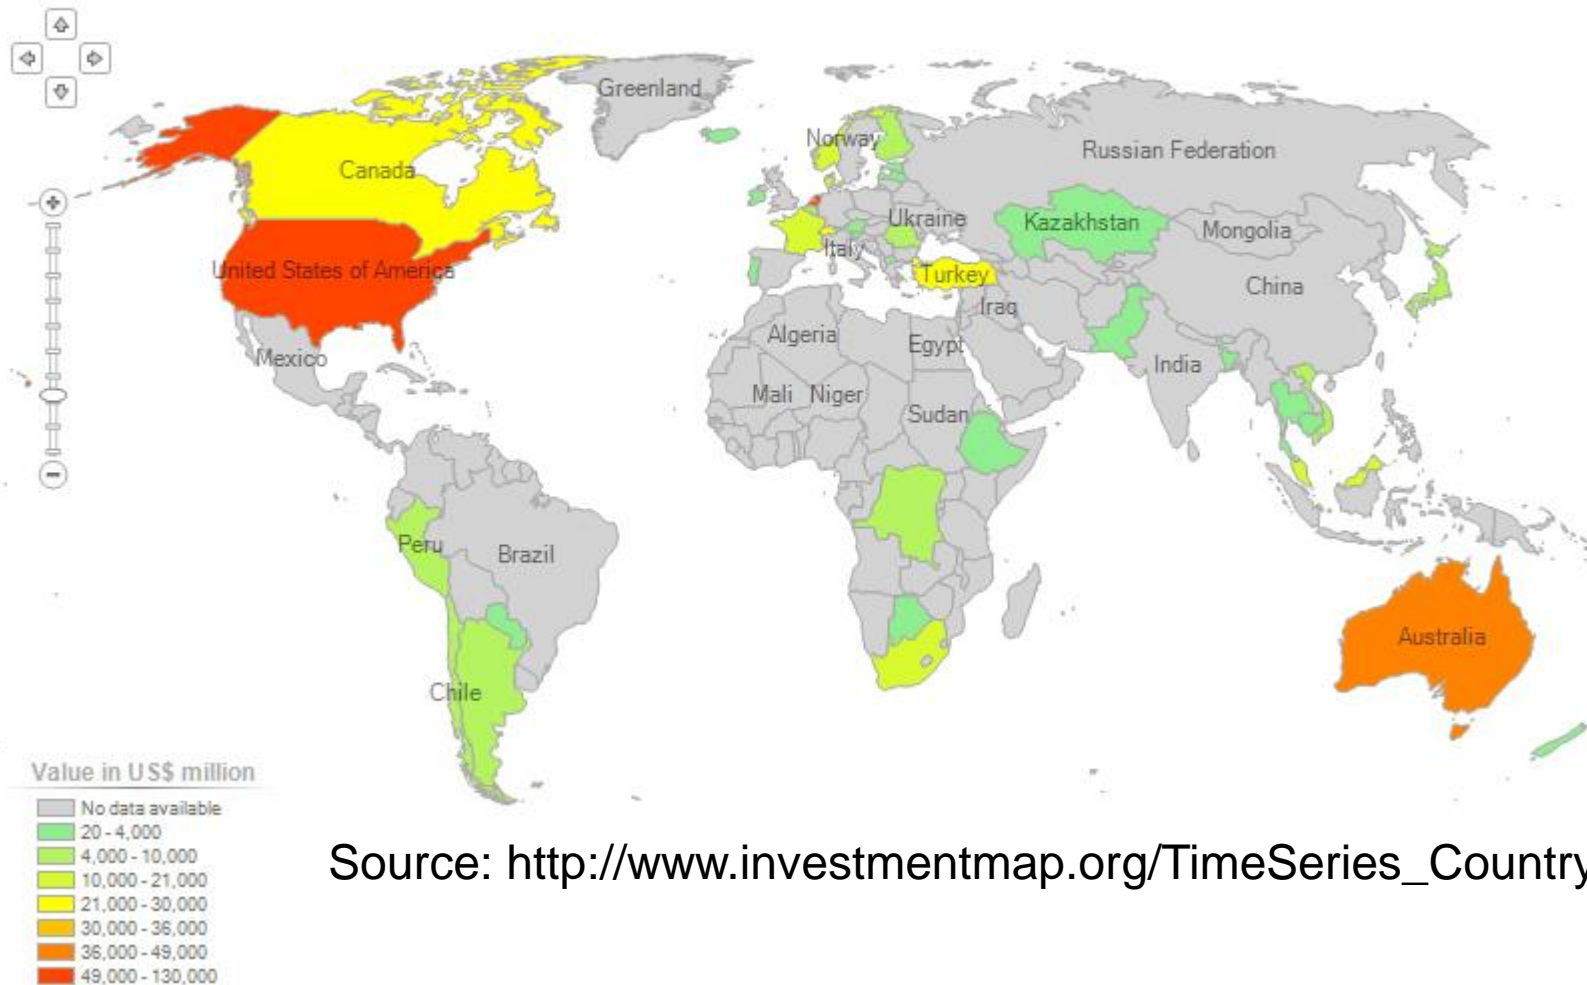 Greenland
Norway
Russian Federation
Canada
Ukraine
Kazakhstan
Mongolia
Italy
United States of America
Turkey
China
Iraq
Algeria
Egypt
Mexico
India
Mali
Niger
Sudan
Peru
Brazil
Australia
Chile
Value in US$ million
No data available
20 - 4,000
4,000 - 10,000
10,000 - 21,000
21,000 - 30,000
30,000 - 36,000
36,000 - 49,000
49,000 - 130,000
Source: http://www.investmentmap.org/TimeSeries_Country